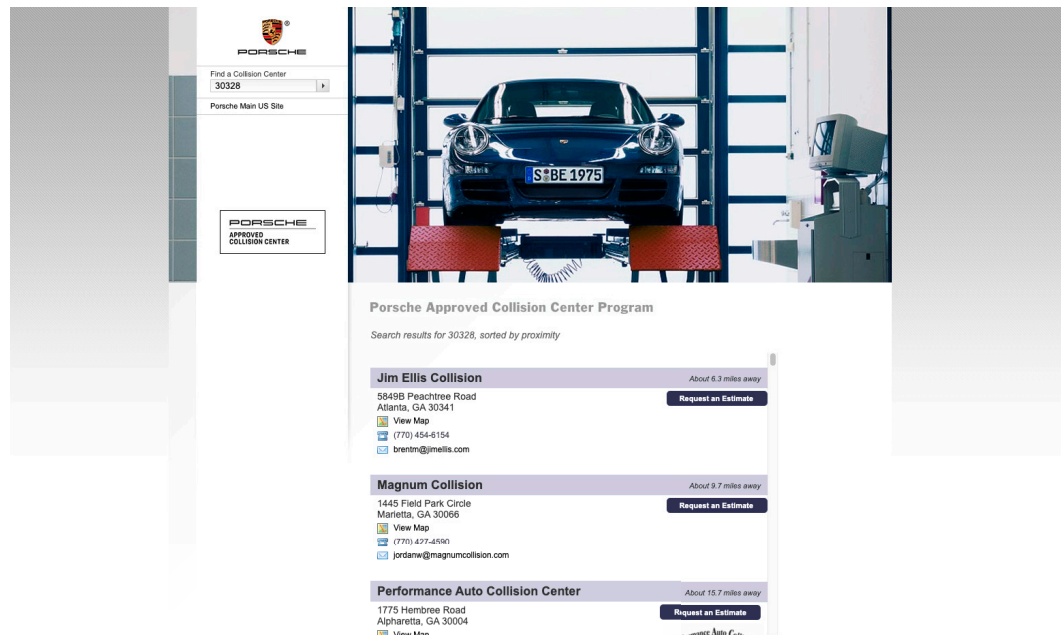 PORSCHE
Find a Collision Center
30328
Porsche Main US Site
PORSCHE
APPROVED
COLLISION CENTER
S BE 1975
Porsche Approved Collision Center Program
Search results for 30328, sorted by proximity
Jim Ellis Collision About 6.3 miles away
5849B Peachtree Road Request an Estimate
Atlanta, GA 30341
View Map
(770) 454-6154
brentm@jimellis.com
Magnum Collision About 9.7 miles away
1445 Field Park Circle Request an Estimate
Marietta, GA 30066
View Map
(770) 427-4590
jordanw@magnumcollision.com
Performance Auto Collision Center About 15.7 miles away
1775 Hembree Road Request an Estimate
Alpharetta, GA 30004
View Map
Auto